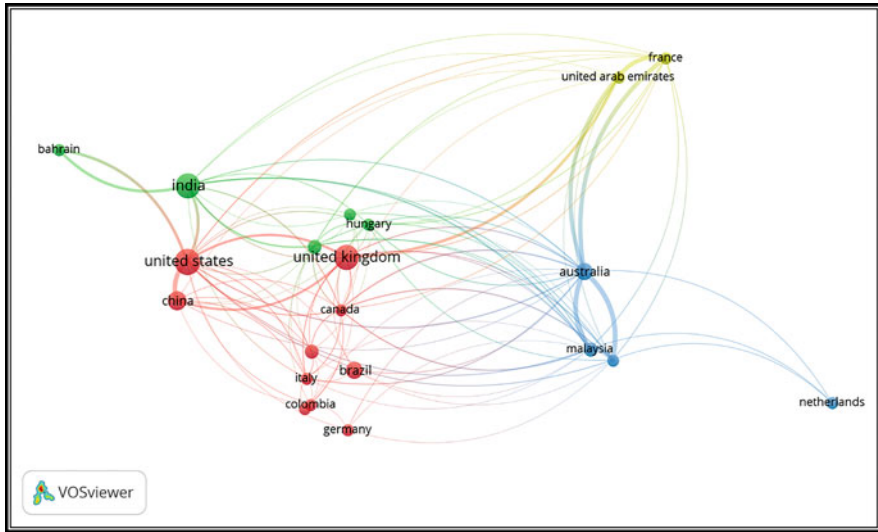 france
united arab emirates
bahrain
india
hungary
united kingdom
united states
australia
china
canada
malaysia
italy
brazil
netherlands
colombia
germany
VOSviewer